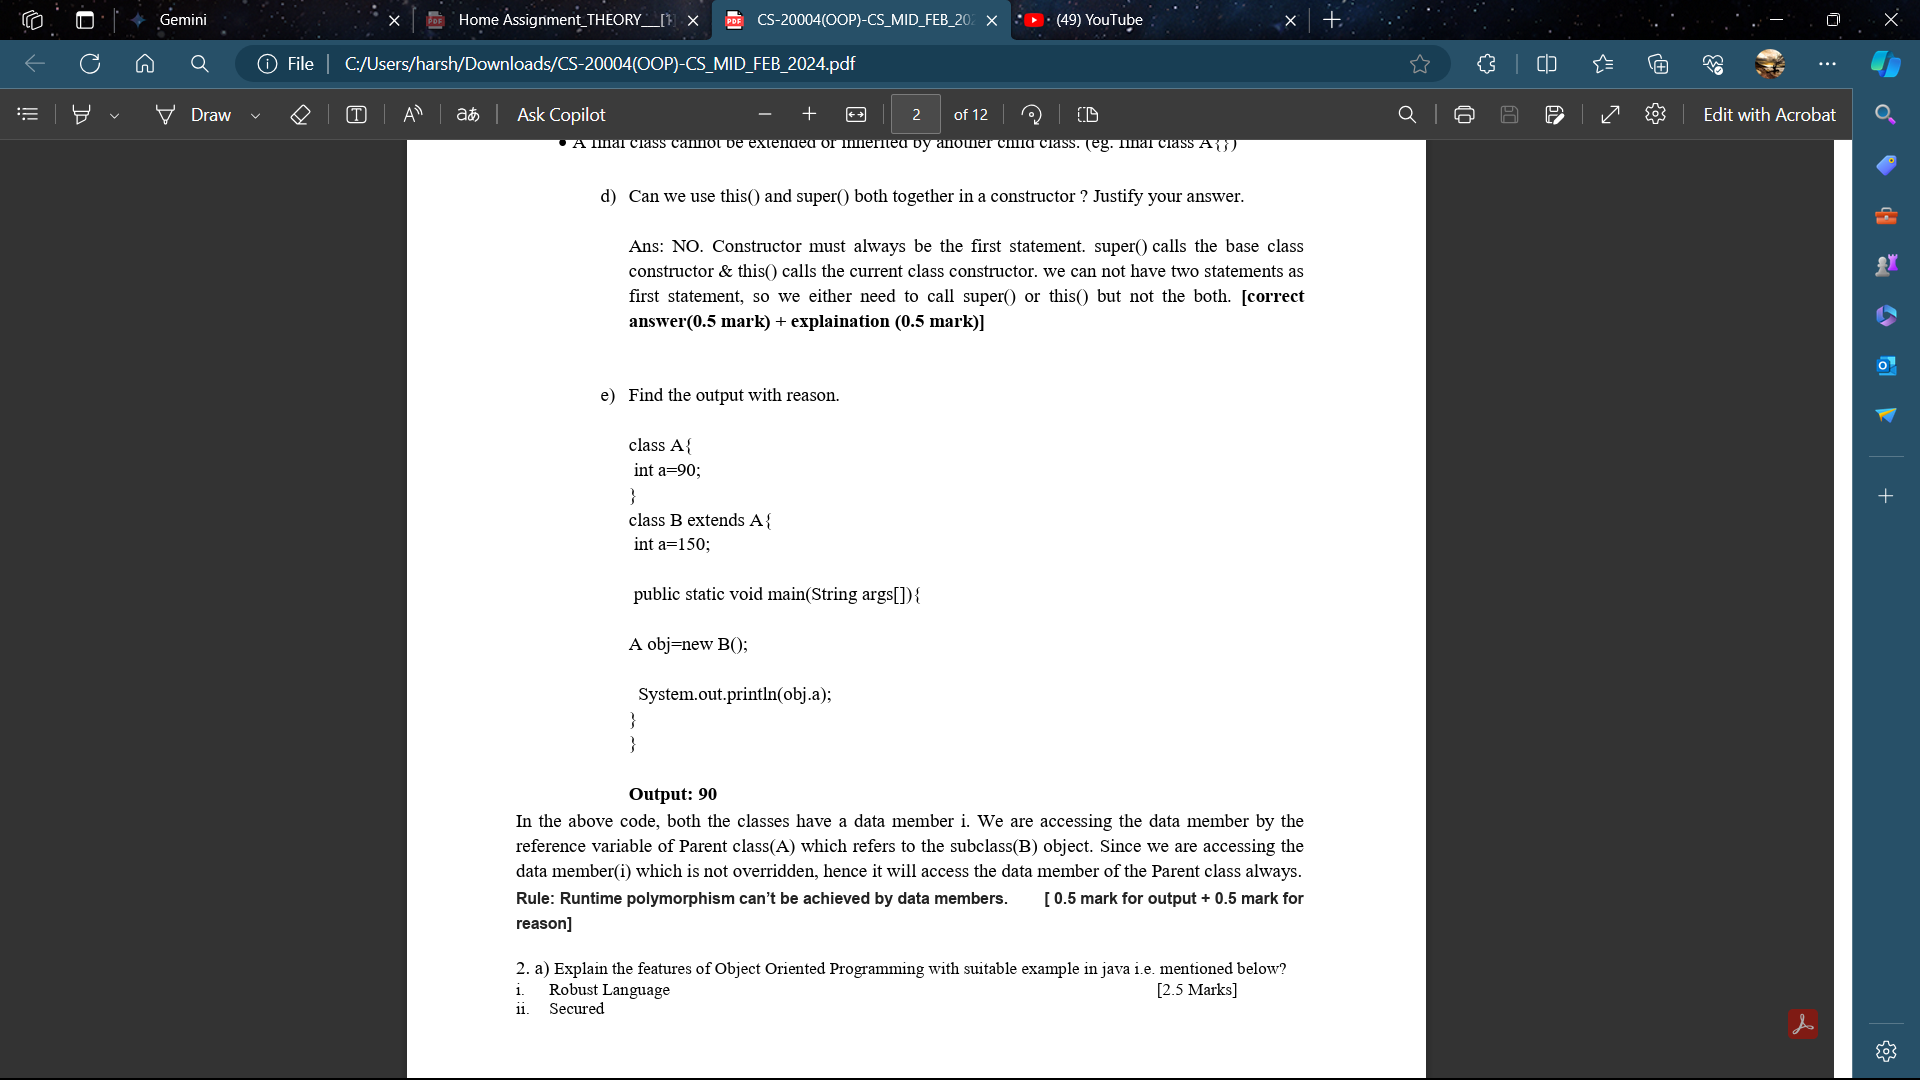 Gemini
Home Assignment_THEORY__[1
CS-20004(OOP)-CS_MID_FEB_202
(49) YouTube
File
C:/Users/harsh/Downloads/CS-20004(OOP)-CS_MID_FEB_2024.pdf
Draw
Ask Copilot
2 of 12
Edit with Acrobat
• A final class cannot be extended or inherited by another child class. (eg. final class A{})
d) Can we use this() and super() both together in a constructor ? Justify your answer.
Ans: NO. Constructor must always be the first statement. super() calls the base class
constructor & this() calls the current class constructor. we can not have two statements as
first statement, so we either need to call super() or this() but not the both. [correct
answer(0.5 mark) + explaination (0.5 mark)]
e) Find the output with reason.
class A{
int a=90;
}
class B extends A{
int a=150;
public static void main(String args[]){
A obj=new B();
System.out.println(obj.a);
}
}
Output: 90
In the above code, both the classes have a data member i. We are accessing the data member by the
reference variable of Parent class(A) which refers to the subclass(B) object. Since we are accessing the
data member(i) which is not overridden, hence it will access the data member of the Parent class always.
Rule: Runtime polymorphism can't be achieved by data members. [ 0.5 mark for output + 0.5 mark for
reason]
2. a) Explain the features of Object Oriented Programming with suitable example in java i.e. mentioned below?
i. Robust Language [2.5 Marks]
ii. Secured